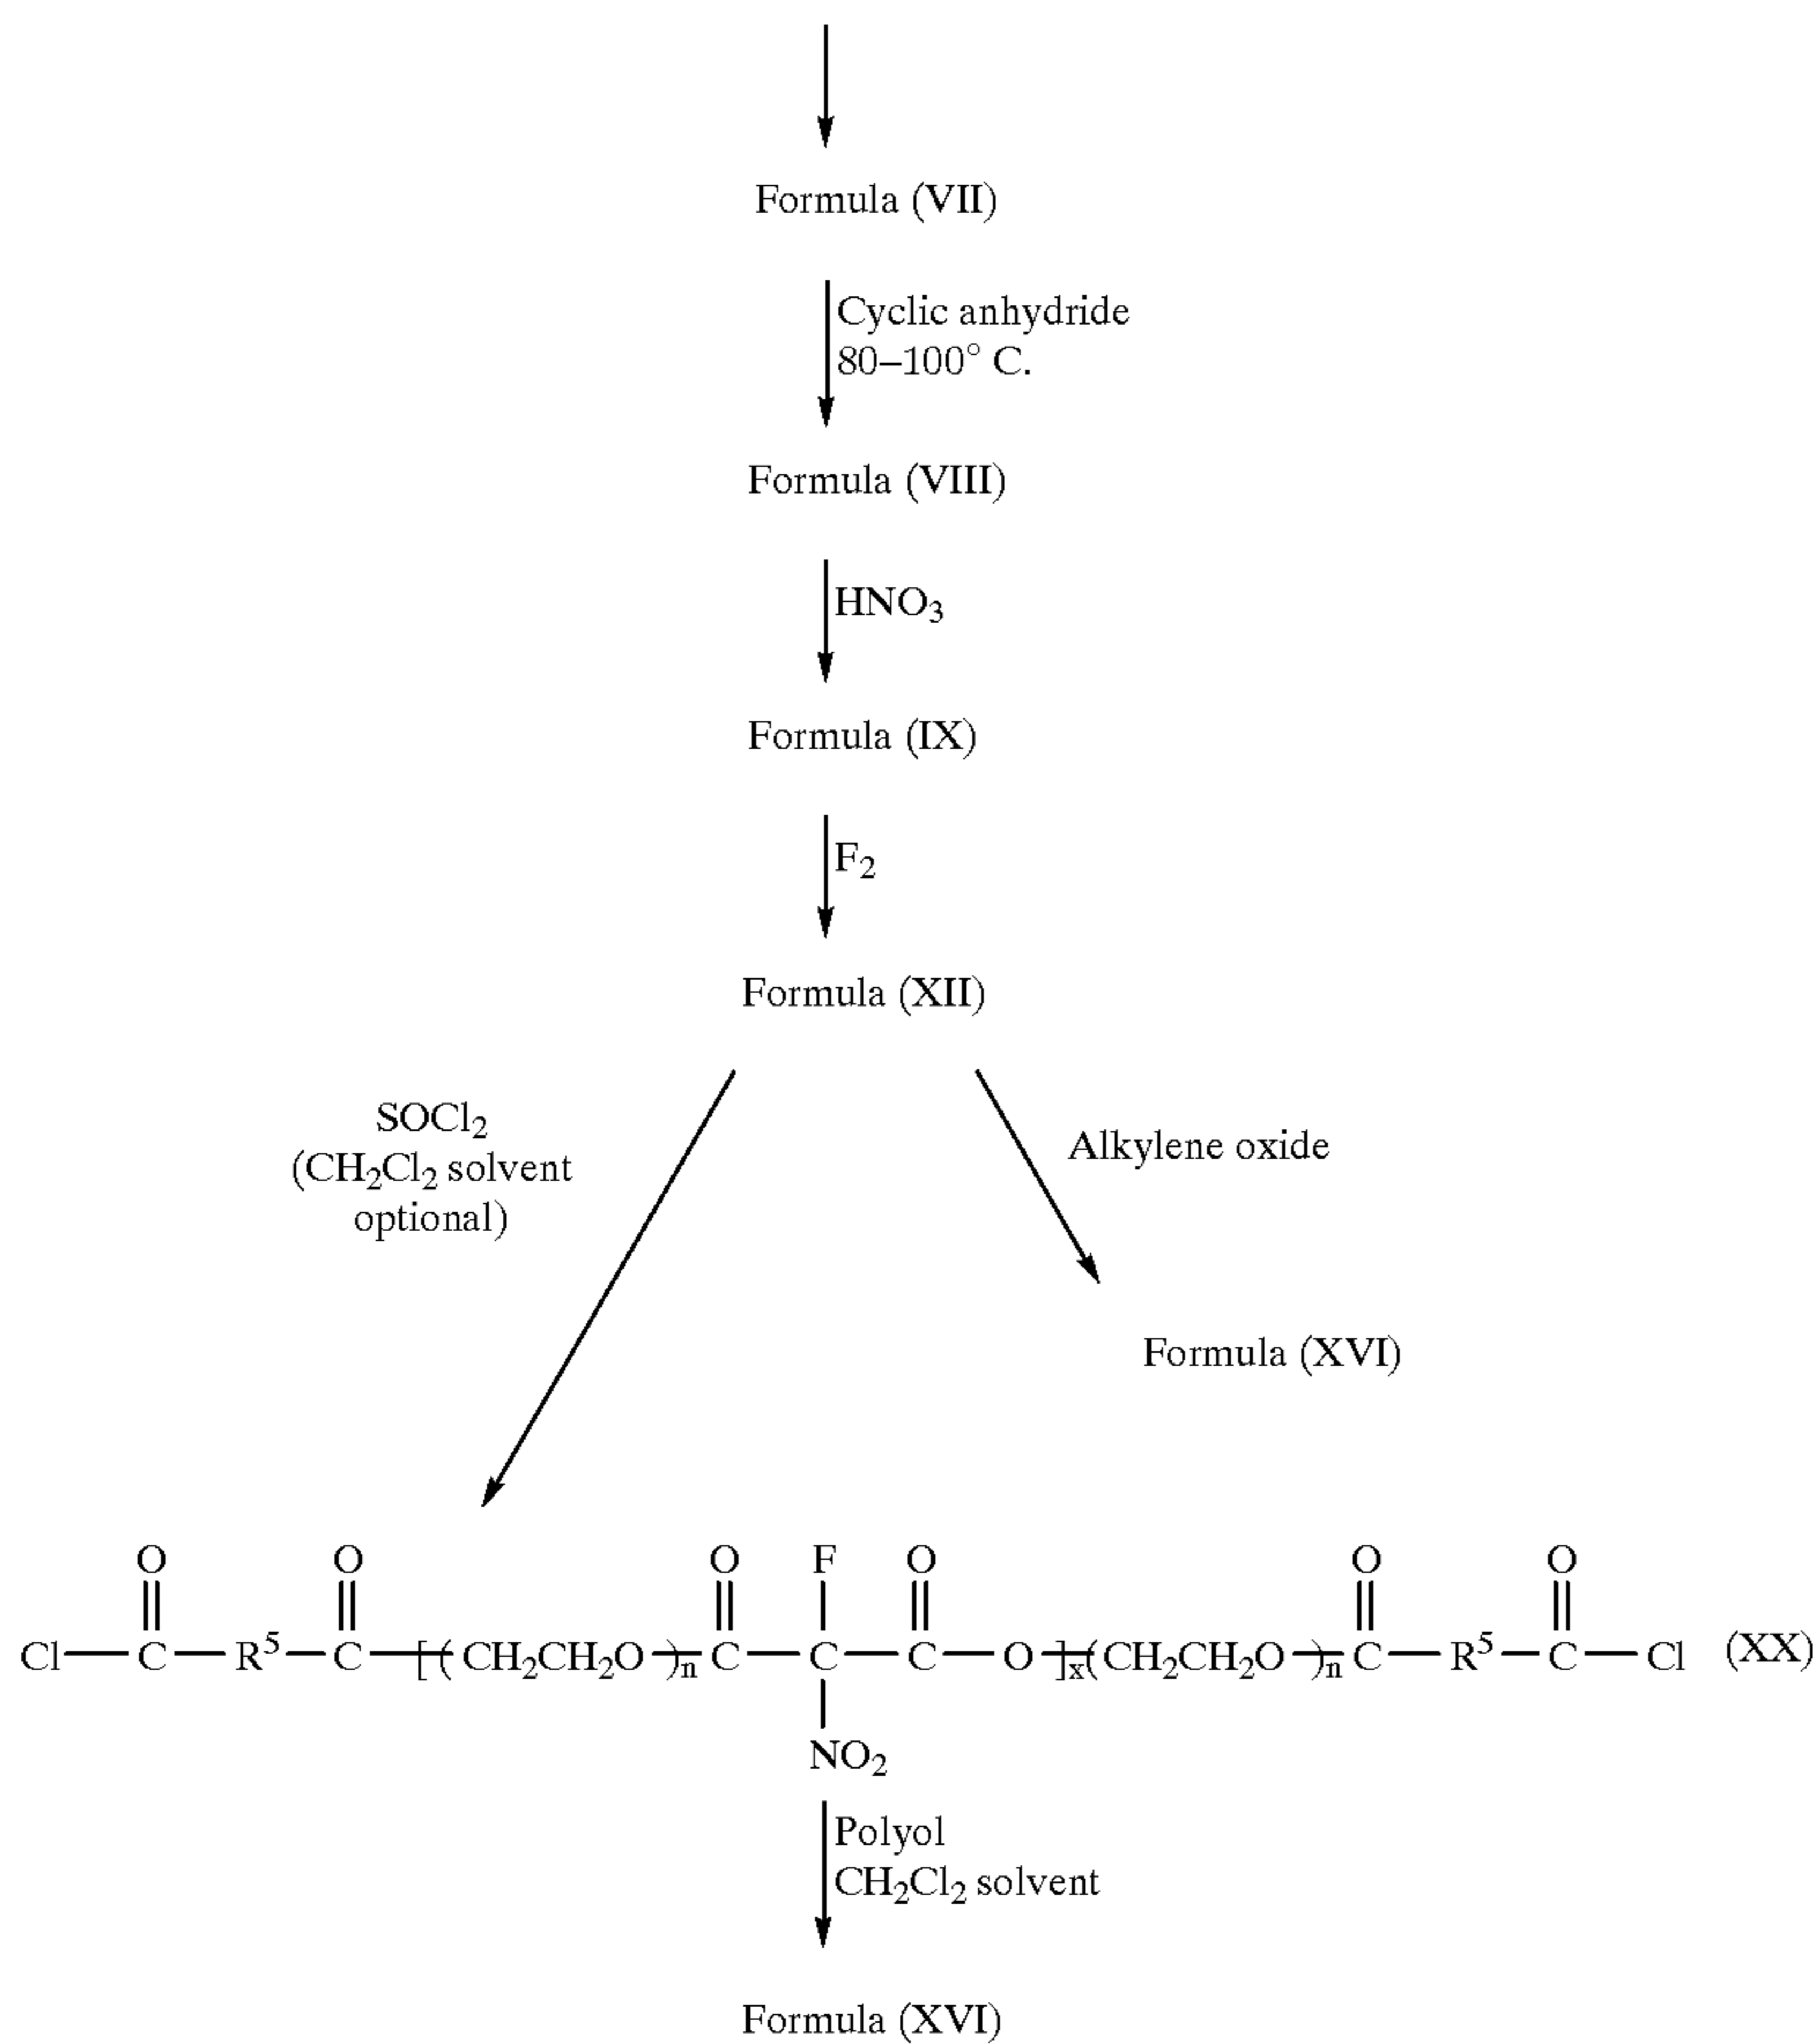 Formula (VII)
Cyclic anhydride
80–100° C.
Formula (VIII)
HNO3
Formula (IX)
F2
Formula (XII)
SOCl2
(CH2Cl2 solvent
optional)
Alkylene oxide
Formula (XVI)
O O O F O O O
Cl—C—R5—C—[(CH2CH2O)n—C—C—C—O]x(CH2CH2O)n—C—R5—C—Cl (XX)
NO2
Polyol
CH2Cl2 solvent
Formula (XVI)